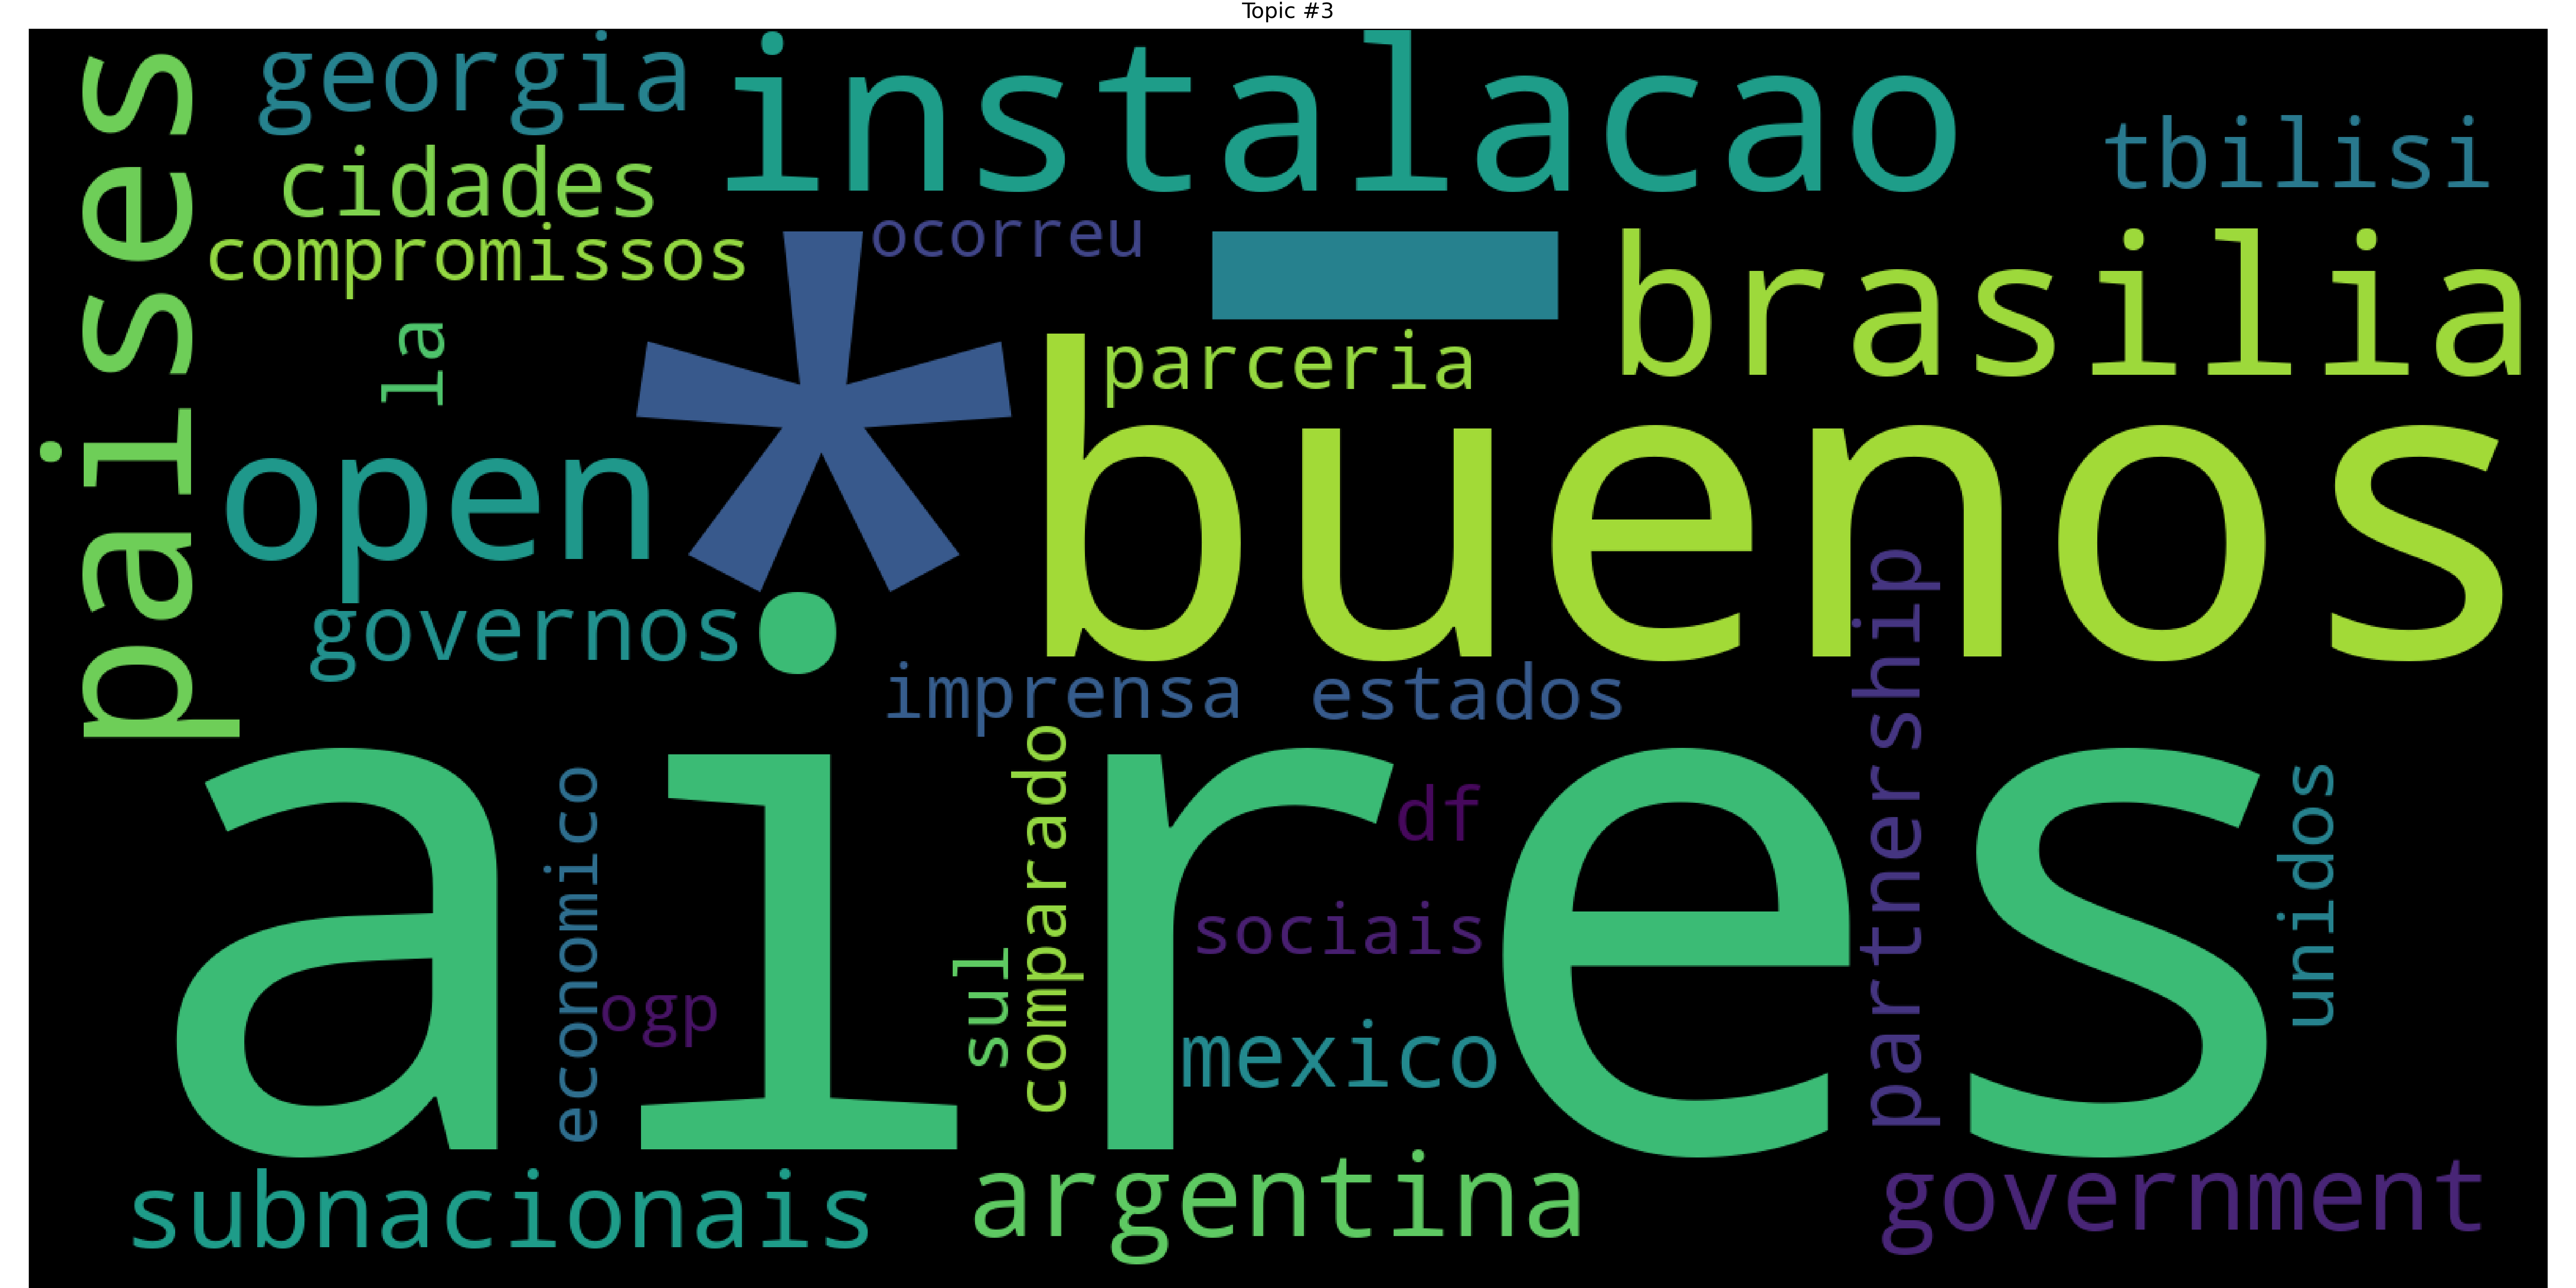 Topic #3
georgia
instalacao
tbilisi
cidades
paises
compromissos
ocorreu
brasilia
la
parceria
*
buenos
open
governos
imprensa
estados
partnership
aires
economico
comparado
df
unidos
sociais
sul
ogp
mexico
subnacionais
argentina
government